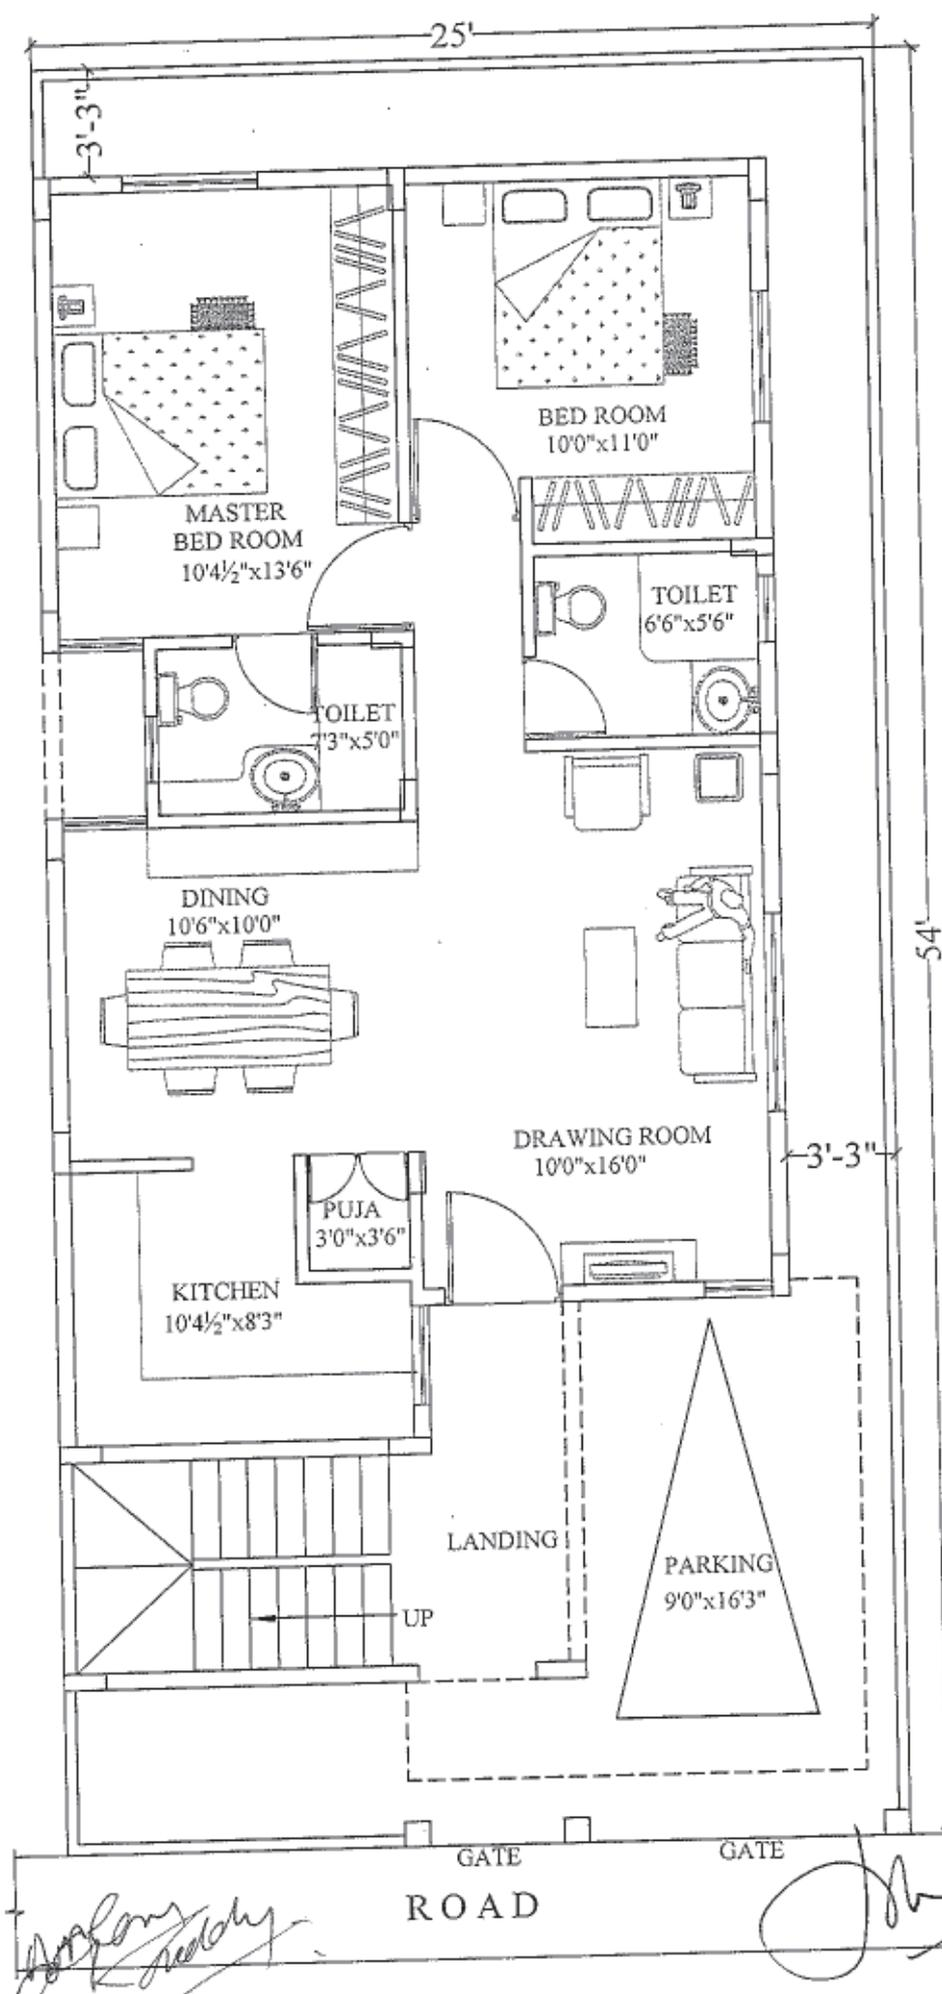 25'
3'-3"
BED ROOM
10'0"x11'0"
MASTER
BED ROOM
10'4½"x13'6"
TOILET
6'6"x5'6"
TOILET
7'3"x5'0"
DINING
10'6"x10'0"
54'
DRAWING ROOM
10'0"x16'0"
3'-3"
PUJA
3'0"x3'6"
KITCHEN
10'4½"x8'3"
LANDING
PARKING
9'0"x16'3"
UP
GATE
GATE
ROAD